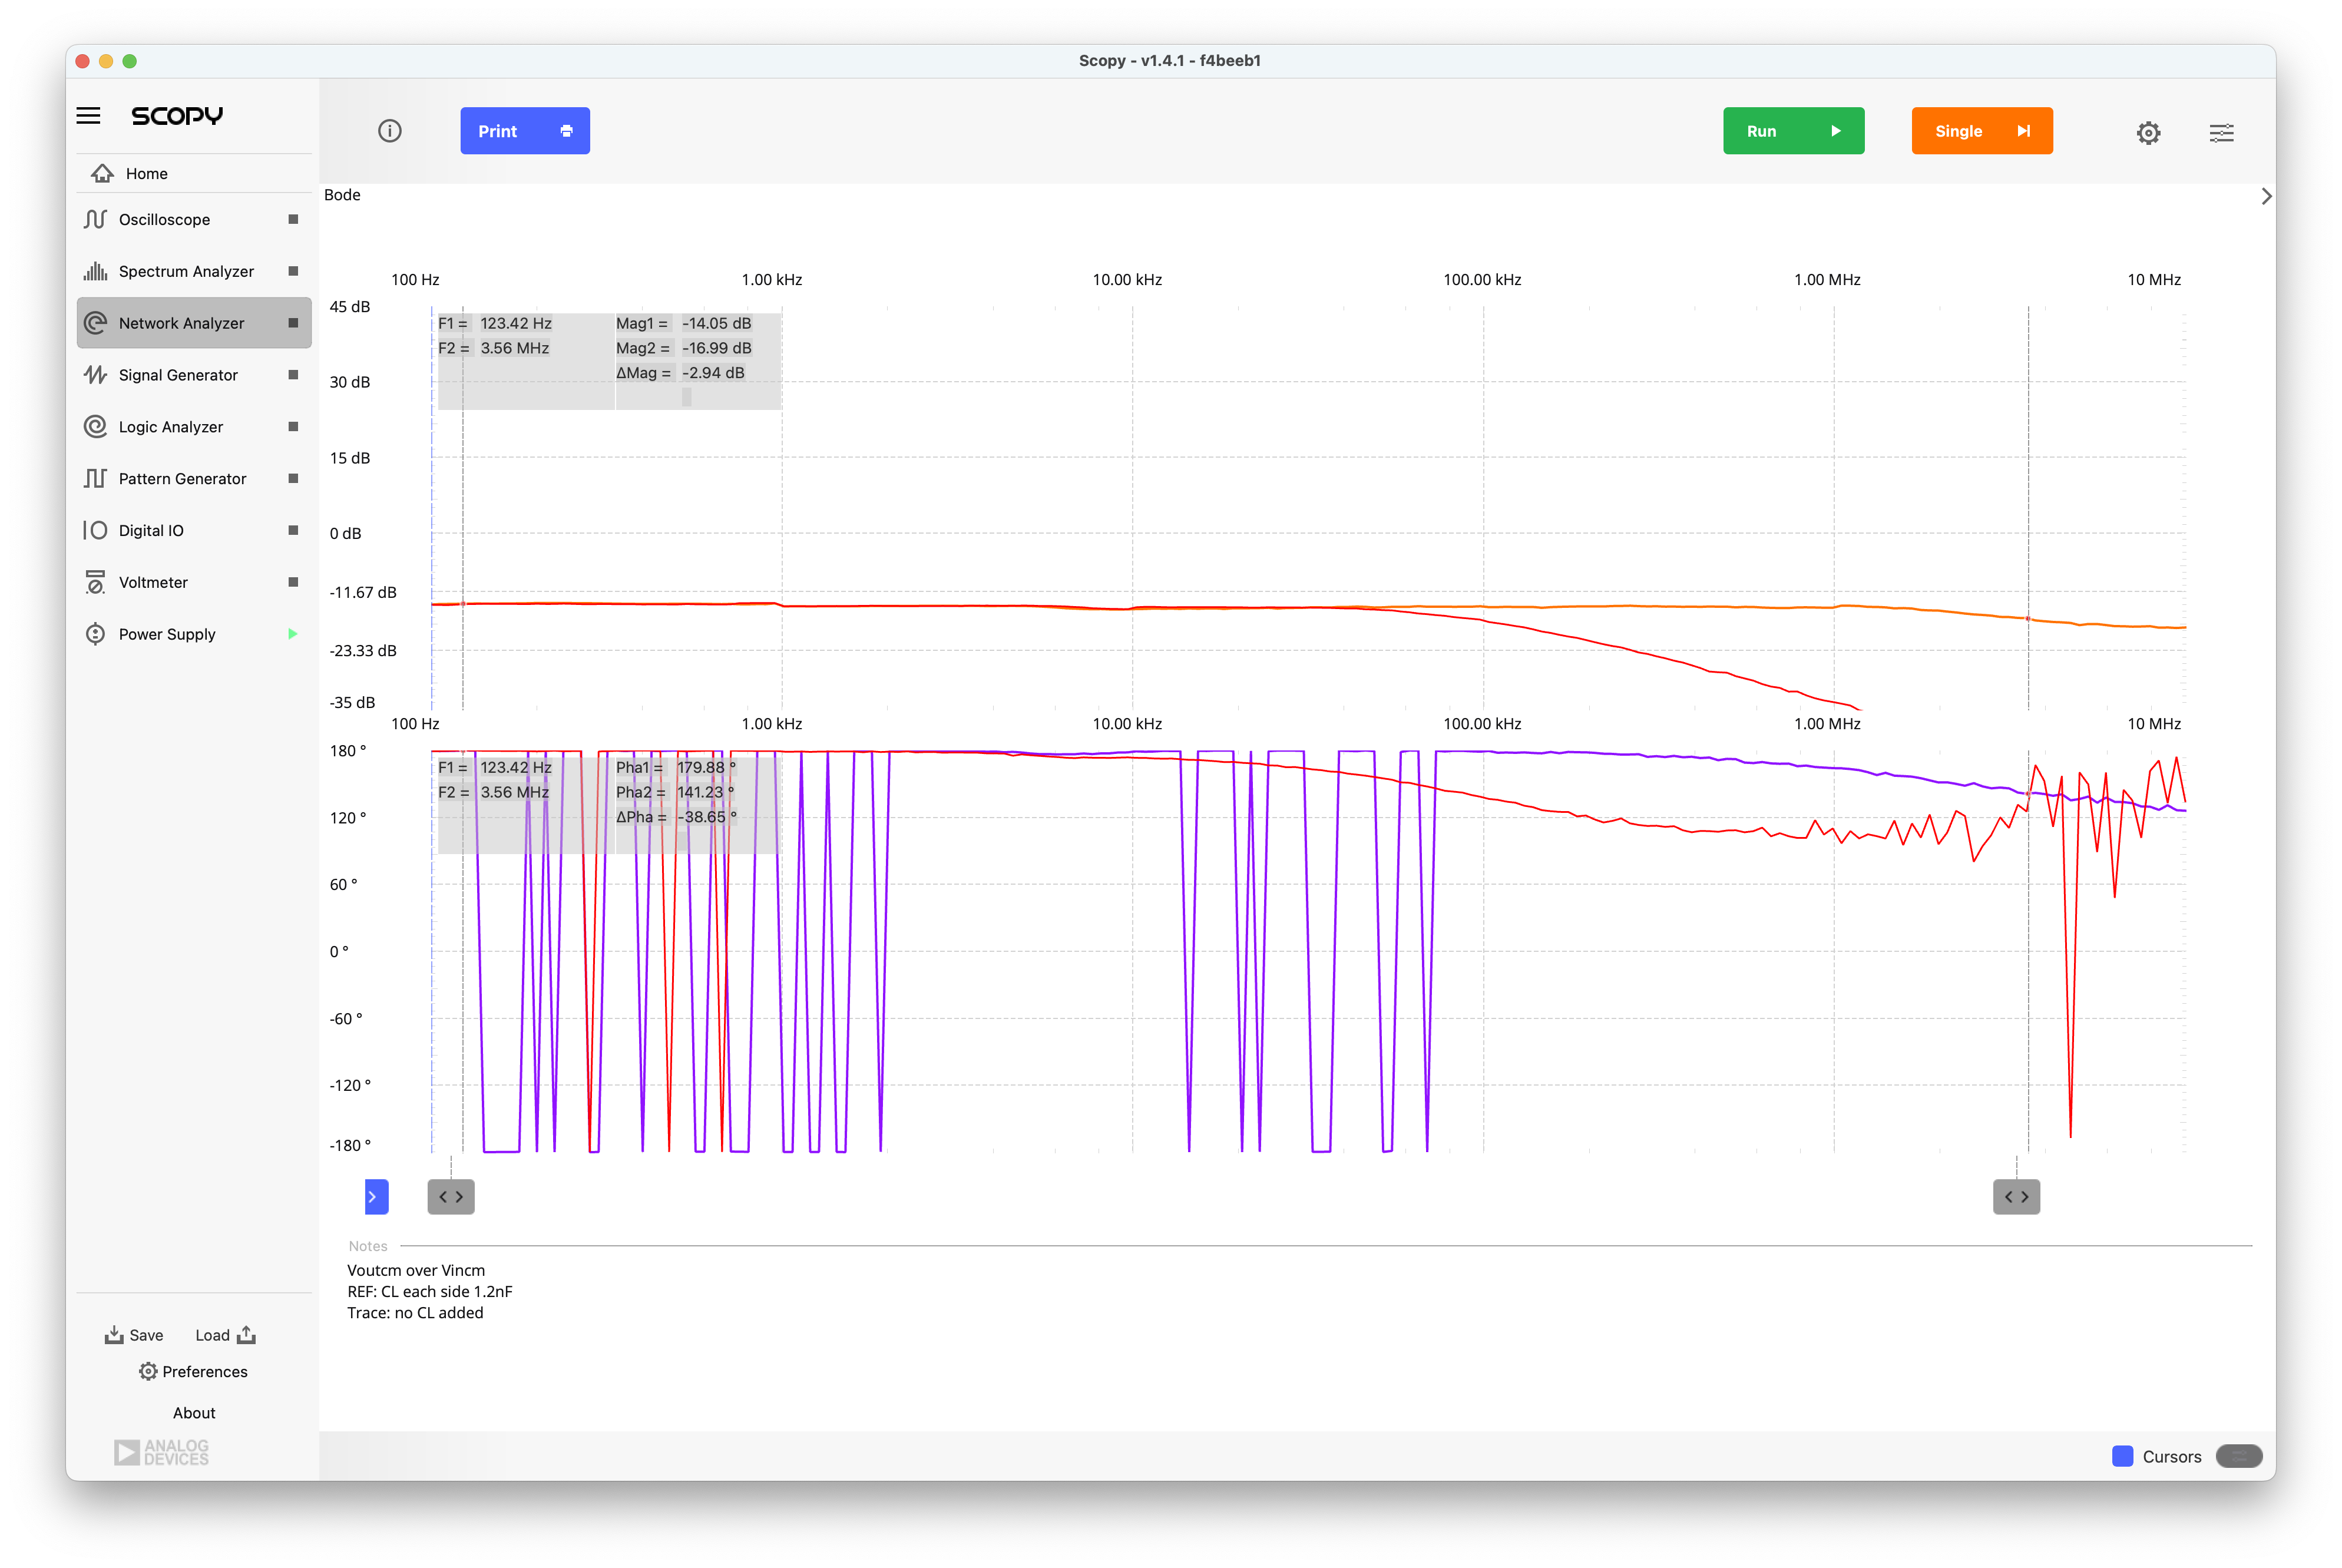 Scopy - v1.4.1 - f4beeb1
SCOPY
Print
Run
Single
Home
Oscilloscope
Spectrum Analyzer
Network Analyzer
Signal Generator
Logic Analyzer
Pattern Generator
Digital IO
Voltmeter
Power Supply
Bode
100 Hz 1.00 kHz 10.00 kHz 100.00 kHz 1.00 MHz 10 MHz
45 dB
30 dB
15 dB
0 dB
-11.67 dB
-23.33 dB
-35 dB
F1 = 123.42 Hz Mag1 = -14.05 dB
F2 = 3.56 MHz Mag2 = -16.99 dB
ΔMag = -2.94 dB
100 Hz 1.00 kHz 10.00 kHz 100.00 kHz 1.00 MHz 10 MHz
180 °
120 °
60 °
0 °
-60 °
-120 °
-180 °
F1 = 123.42 Hz Pha1 = 179.88 °
F2 = 3.56 MHz Pha2 = 141.23 °
ΔPha = -38.65 °
Notes
Voutcm over Vincm
REF: CL each side 1.2nF
Trace: no CL added
Save Load
Preferences
About
ANALOG
DEVICES
Cursors